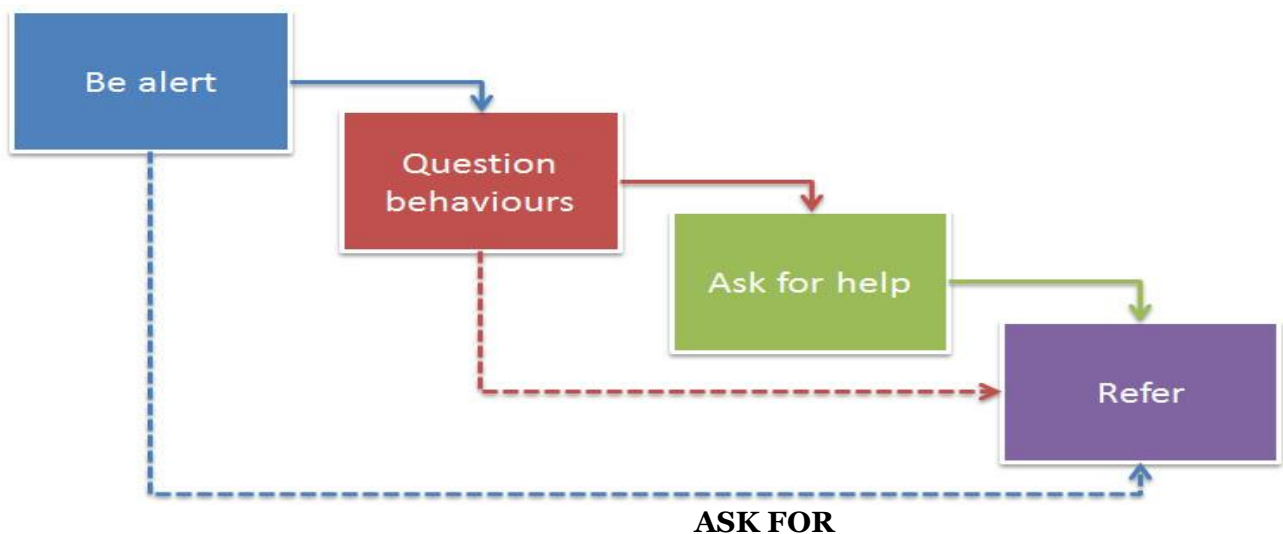 Be alert
Question
behaviours
Ask for help
Refer
ASK FOR